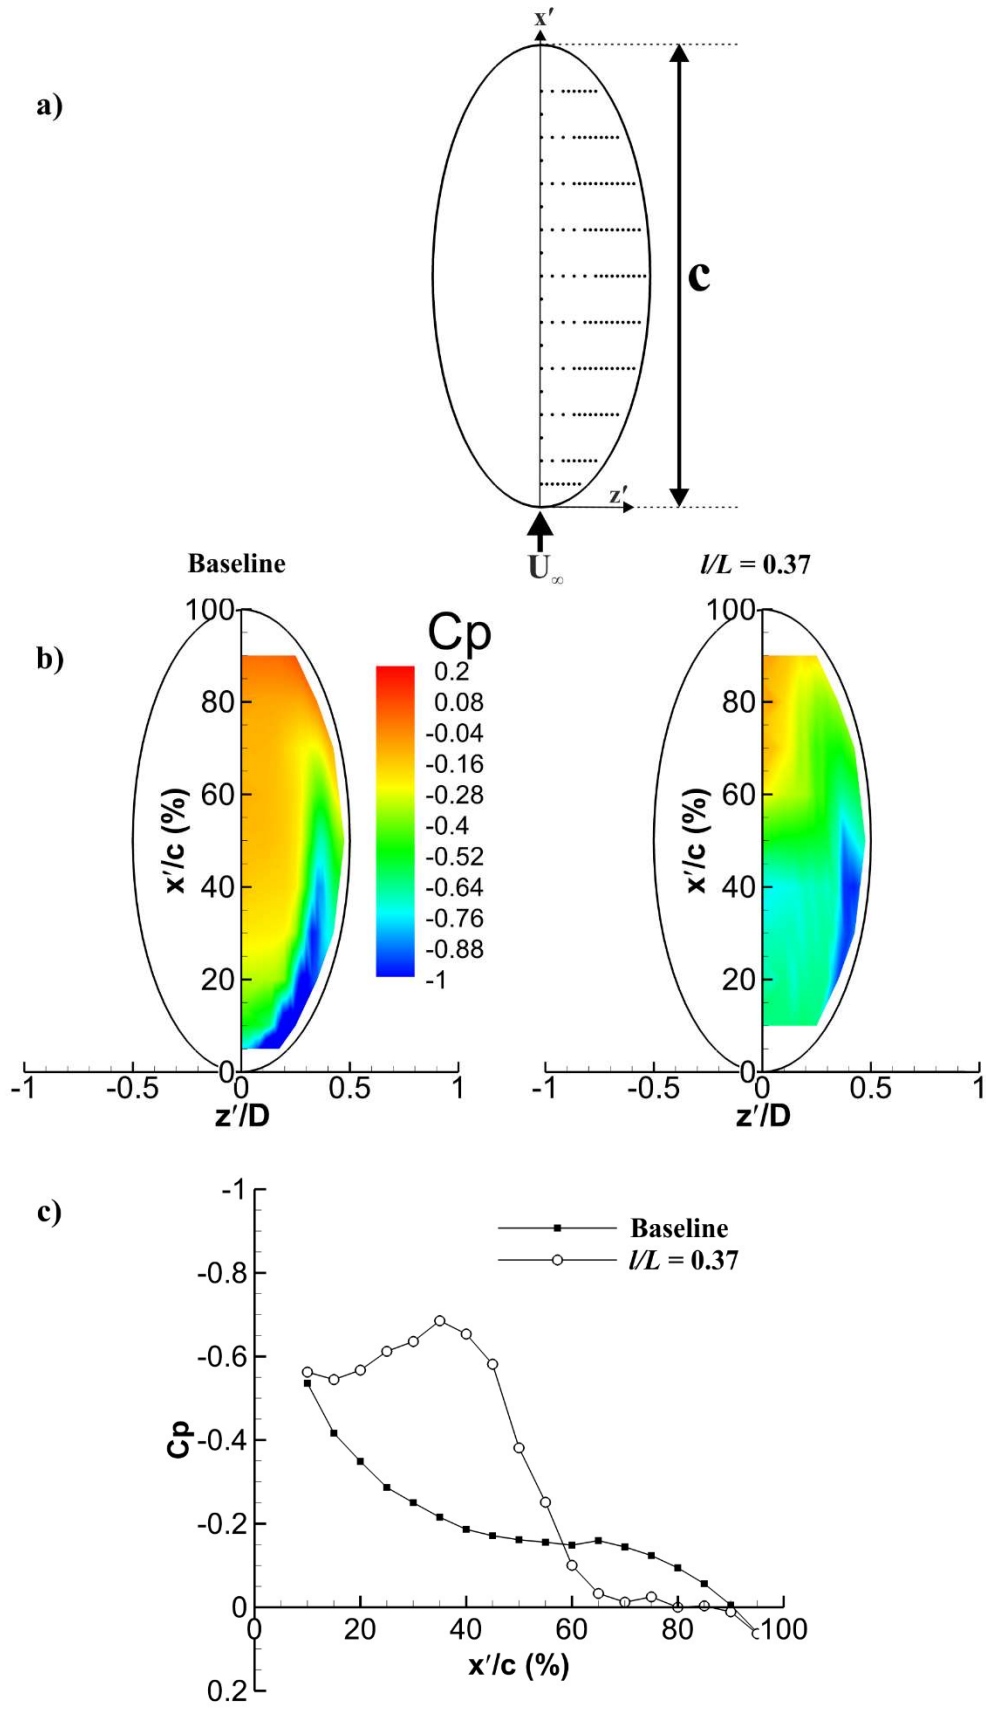 x′
a)
c
z′
U∞
Baseline
l/L = 0.37
b)
Cp
0.2
0.08
-0.04
-0.16
-0.28
-0.4
-0.52
-0.64
-0.76
-0.88
-1
100
80
60
40
20
0
x′/c (%)
-1 -0.5 0 0.5 1
z′/D
100
80
60
40
20
0
x′/c (%)
-1 -0.5 0 0.5 1
z′/D
c)
-1
-0.8
-0.6
-0.4
-0.2
0
0.2
Cp
Baseline
l/L = 0.37
0 20 40 60 80 100
x′/c (%)